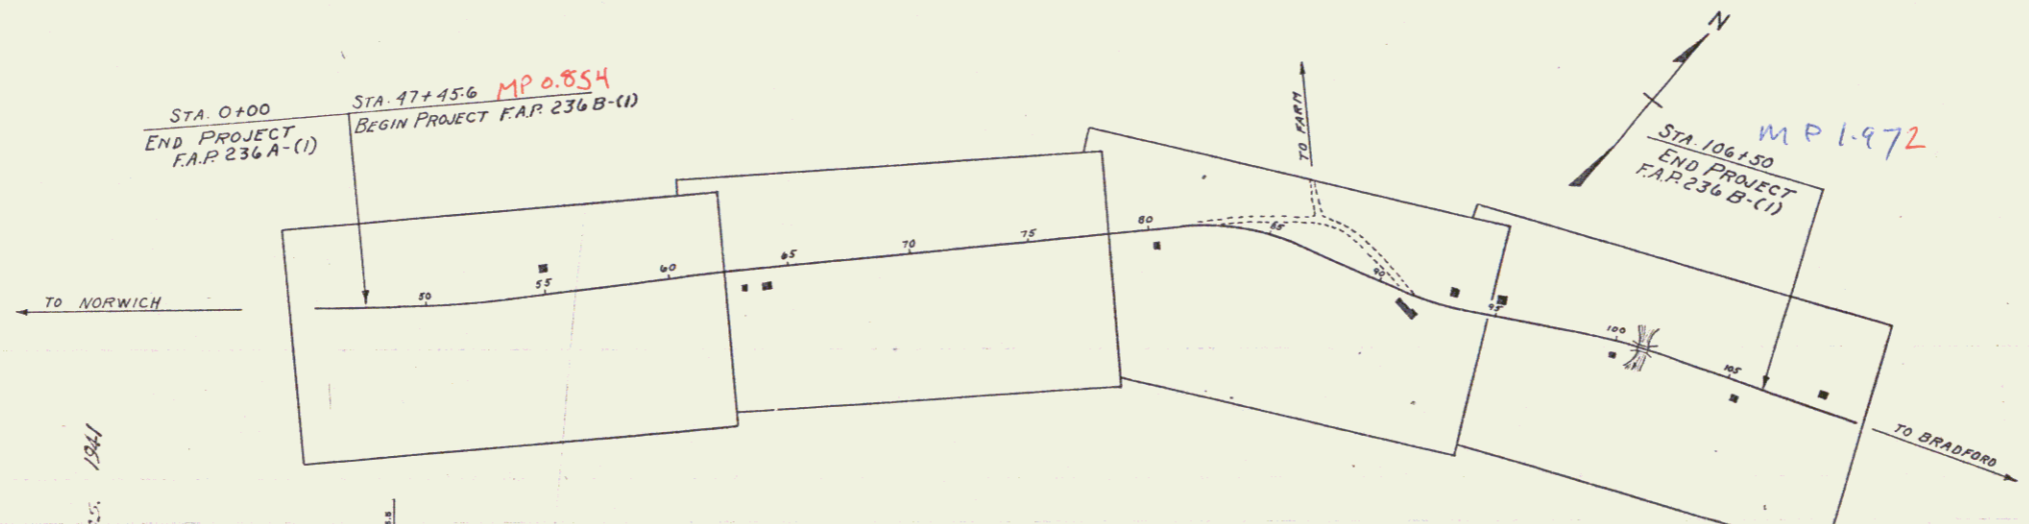 N
STA. 0+00
END PROJECT
F.A.P. 236 A-(1)
STA. 47+45.6 MP 0.854
BEGIN PROJECT F.A.P. 236 B-(1)
TO FARM
MP 1.972
STA. 106+50
END PROJECT
F.A.P. 236 B-(1)
TO NORWICH
50
55
60
65
70
75
80
85
90
95
100
105
TO BRADFORD
1941